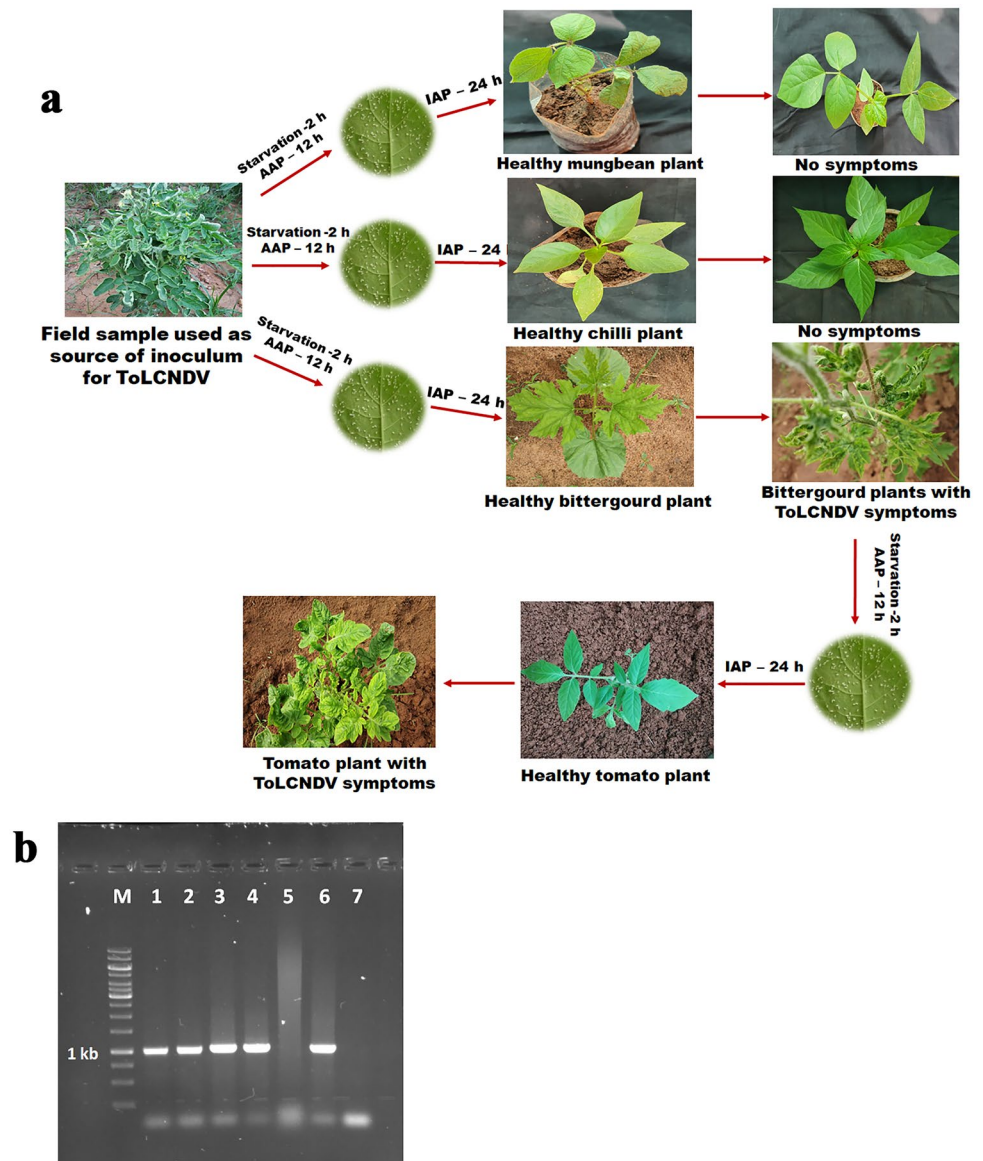 a
Starvation -2 h
AAP – 12 h
IAP – 24 h
Healthy mungbean plant
No symptoms
Starvation -2 h
AAP – 12 h
IAP – 24 h
Healthy chilli plant
No symptoms
Field sample used as
source of inoculum
for ToLCNDV
Starvation -2 h
AAP – 12 h
IAP – 24 h
Healthy bittergourd plant
Bittergourd plants with
ToLCNDV symptoms
Starvation -2 h
AAP – 12 h
IAP – 24 h
Healthy tomato plant
Tomato plant with
ToLCNDV symptoms
b
M 1 2 3 4 5 6 7
1 kb